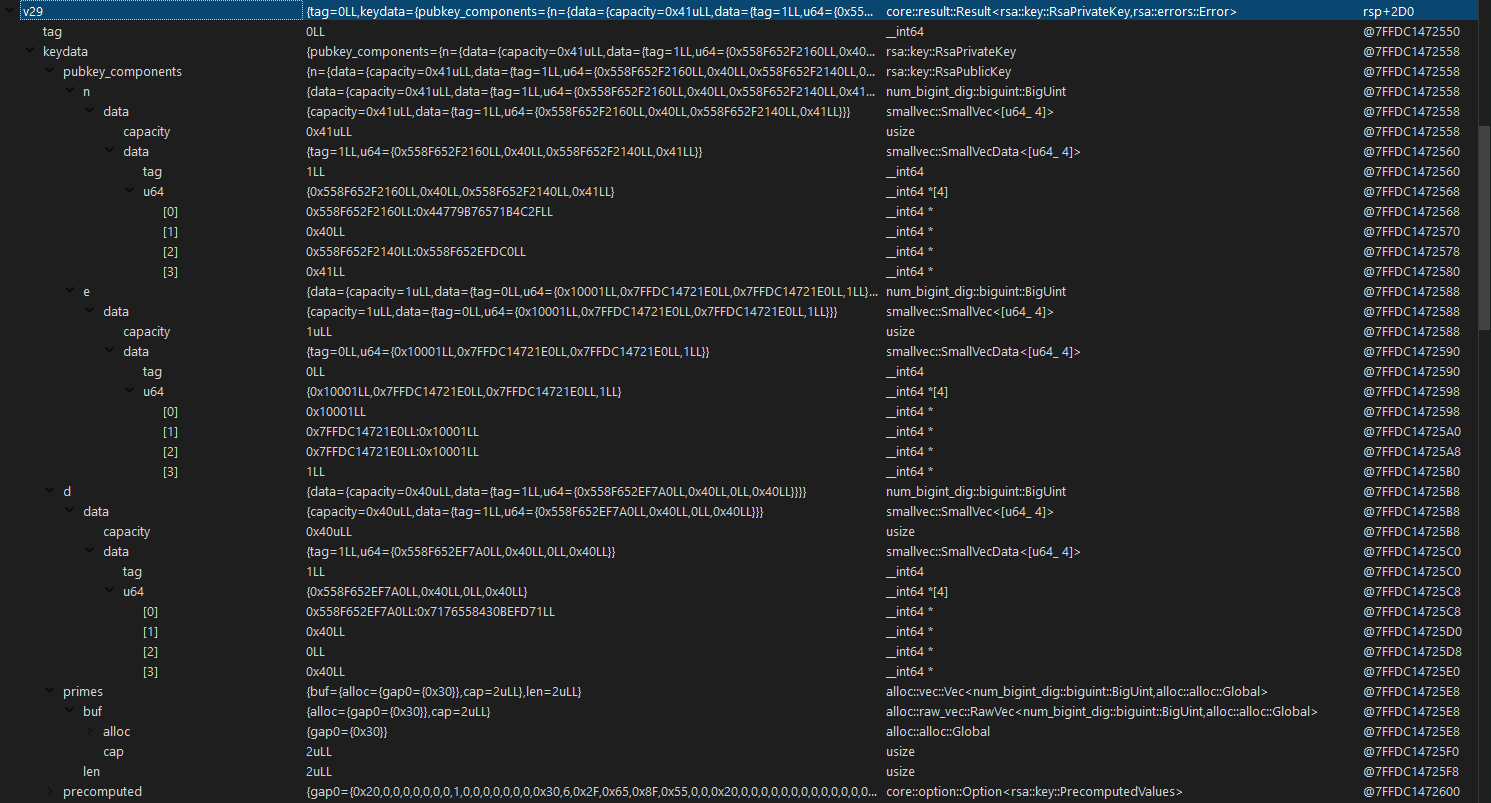 v29 {tag=0LL,keydata={pubkey_components={n={data={capacity=0x41uLL,data={tag=1LL,u64={0x55... core::result::Result<rsa::key::RsaPrivateKey,rsa::errors::Error> rsp+2D0
tag 0LL __int64 @7FFDC1472550
keydata {pubkey_components={n={data={capacity=0x41uLL,data={tag=1LL,u64={0x558F652F2160LL,0x40... rsa::key::RsaPrivateKey @7FFDC1472558
pubkey_components {n={data={capacity=0x41uLL,data={tag=1LL,u64={0x558F652F2160LL,0x40LL,0x558F652F2140LL,0... rsa::key::RsaPublicKey @7FFDC1472558
n {data={capacity=0x41uLL,data={tag=1LL,u64={0x558F652F2160LL,0x40LL,0x558F652F2140LL,0x41... num_bigint_dig::biguint::BigUint @7FFDC1472558
data {capacity=0x41uLL,data={tag=1LL,u64={0x558F652F2160LL,0x40LL,0x558F652F2140LL,0x41LL}}} smallvec::SmallVec<[u64_ 4]> @7FFDC1472558
capacity 0x41uLL usize @7FFDC1472558
data {tag=1LL,u64={0x558F652F2160LL,0x40LL,0x558F652F2140LL,0x41LL}} smallvec::SmallVecData<[u64_ 4]> @7FFDC1472560
tag 1LL __int64 @7FFDC1472560
u64 {0x558F652F2160LL,0x40LL,0x558F652F2140LL,0x41LL} __int64 *[4] @7FFDC1472568
[0] 0x558F652F2160LL:0x44779B76571B4C2FLL __int64 * @7FFDC1472568
[1] 0x40LL __int64 * @7FFDC1472570
[2] 0x558F652F2140LL:0x558F652EFDC0LL __int64 * @7FFDC1472578
[3] 0x41LL __int64 * @7FFDC1472580
e {data={capacity=1uLL,data={tag=0LL,u64={0x10001LL,0x7FFDC14721E0LL,0x7FFDC14721E0LL,1LL}... num_bigint_dig::biguint::BigUint @7FFDC1472588
data {capacity=1uLL,data={tag=0LL,u64={0x10001LL,0x7FFDC14721E0LL,0x7FFDC14721E0LL,1LL}}} smallvec::SmallVec<[u64_ 4]> @7FFDC1472588
capacity 1uLL usize @7FFDC1472588
data {tag=0LL,u64={0x10001LL,0x7FFDC14721E0LL,0x7FFDC14721E0LL,1LL}} smallvec::SmallVecData<[u64_ 4]> @7FFDC1472590
tag 0LL __int64 @7FFDC1472590
u64 {0x10001LL,0x7FFDC14721E0LL,0x7FFDC14721E0LL,1LL} __int64 *[4] @7FFDC1472598
[0] 0x10001LL __int64 * @7FFDC1472598
[1] 0x7FFDC14721E0LL:0x10001LL __int64 * @7FFDC14725A0
[2] 0x7FFDC14721E0LL:0x10001LL __int64 * @7FFDC14725A8
[3] 1LL __int64 * @7FFDC14725B0
d {data={capacity=0x40uLL,data={tag=1LL,u64={0x558F652EF7A0LL,0x40LL,0LL,0x40LL}}}} num_bigint_dig::biguint::BigUint @7FFDC14725B8
data {capacity=0x40uLL,data={tag=1LL,u64={0x558F652EF7A0LL,0x40LL,0LL,0x40LL}}} smallvec::SmallVec<[u64_ 4]> @7FFDC14725B8
capacity 0x40uLL usize @7FFDC14725B8
data {tag=1LL,u64={0x558F652EF7A0LL,0x40LL,0LL,0x40LL}} smallvec::SmallVecData<[u64_ 4]> @7FFDC14725C0
tag 1LL __int64 @7FFDC14725C0
u64 {0x558F652EF7A0LL,0x40LL,0LL,0x40LL} __int64 *[4] @7FFDC14725C8
[0] 0x558F652EF7A0LL:0x7176558430BEFD71LL __int64 * @7FFDC14725C8
[1] 0x40LL __int64 * @7FFDC14725D0
[2] 0LL __int64 * @7FFDC14725D8
[3] 0x40LL __int64 * @7FFDC14725E0
primes {buf={alloc={gap0={0x30}},cap=2uLL},len=2uLL} alloc::vec::Vec<num_bigint_dig::biguint::BigUint,alloc::alloc::Global> @7FFDC14725E8
buf {alloc={gap0={0x30}},cap=2uLL} alloc::raw_vec::RawVec<num_bigint_dig::biguint::BigUint,alloc::alloc::Global> @7FFDC14725E8
alloc {gap0={0x30}} alloc::alloc::Global @7FFDC14725E8
cap 2uLL usize @7FFDC14725F0
len 2uLL usize @7FFDC14725F8
precomputed {gap0={0x20,0,0,0,0,0,0,0,1,0,0,0,0,0,0,0,0x30,6,0x2F,0x65,0x8F,0x55,0,0,0x20,0,0,0,0,0,0,0,0,0,0,0,0... core::option::Option<rsa::key::PrecomputedValues> @7FFDC1472600